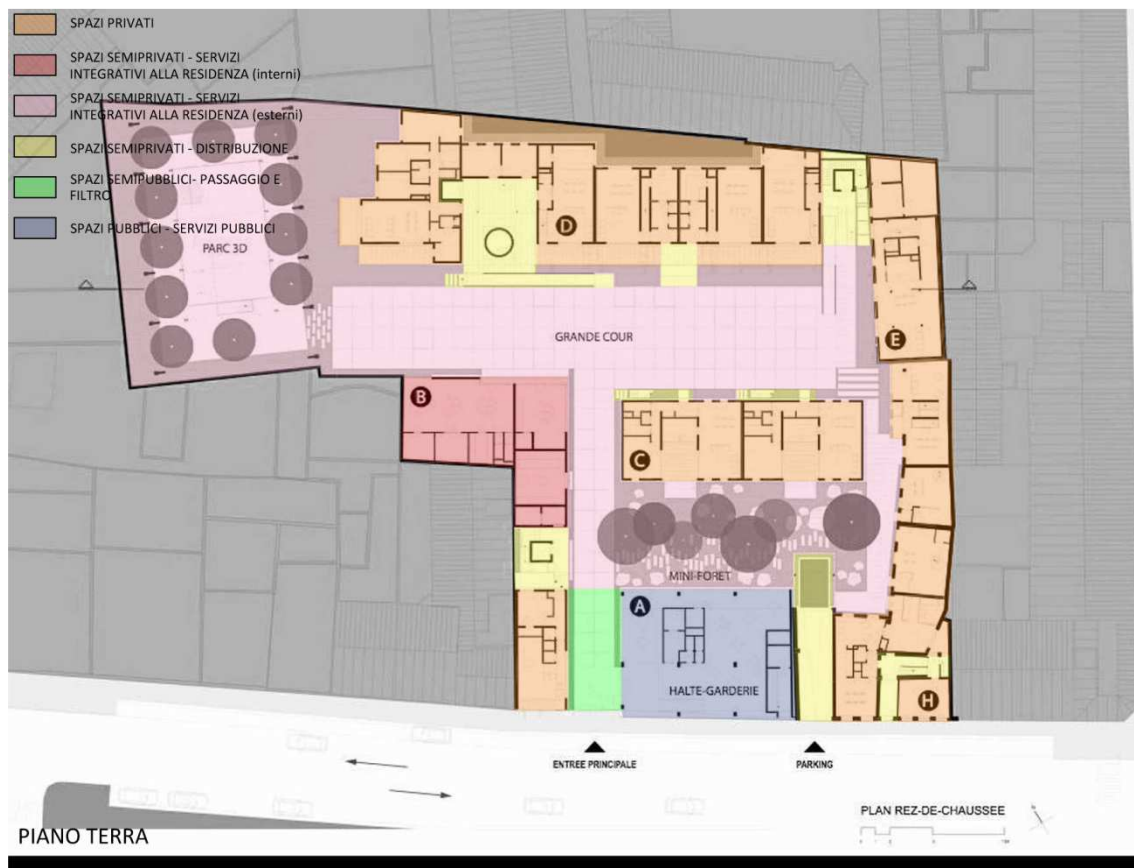 SPAZI PRIVATI
SPAZI SEMIPRIVATI - SERVIZI
INTEGRATIVI ALLA RESIDENZA (interni)
SPAZI SEMIPRIVATI - SERVIZI
INTEGRATIVI ALLA RESIDENZA (esterni)
SPAZI SEMIPRIVATI - DISTRIBUZIONE
SPAZI SEMIPUBBLICI- PASSAGGIO E
FILTRO
SPAZI PUBBLICI - SERVIZI PUBBLICI
PARC 3D
D
GRANDE COUR
E
B
C
MINI-FORET
A
HALTE-GARDERIE
H
ENTREE PRINCIPALE
PARKING
PLAN REZ-DE-CHAUSSEE
PIANO TERRA